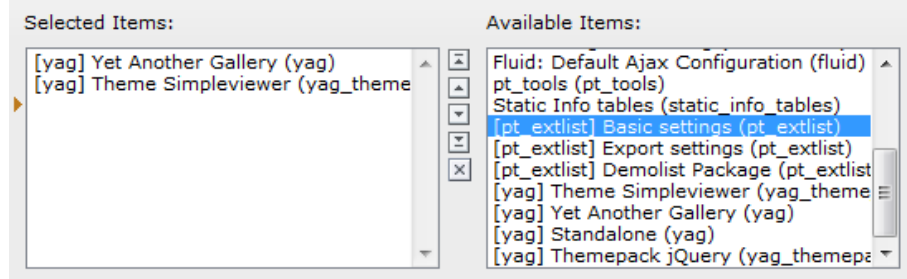 Selected Items:
[yag] Yet Another Gallery (yag)
[yag] Theme Simpleviewer (yag_theme
Available Items:
Fluid: Default Ajax Configuration (fluid)
pt_tools (pt_tools)
Static Info tables (static_info_tables)
[pt_extlist] Basic settings (pt_extlist)
[pt_extlist] Export settings (pt_extlist)
[pt_extlist] Demolist Package (pt_extlist
[yag] Theme Simpleviewer (yag_theme
[yag] Yet Another Gallery (yag)
[yag] Standalone (yag)
[yag] Themepack jQuery (yag_themepa